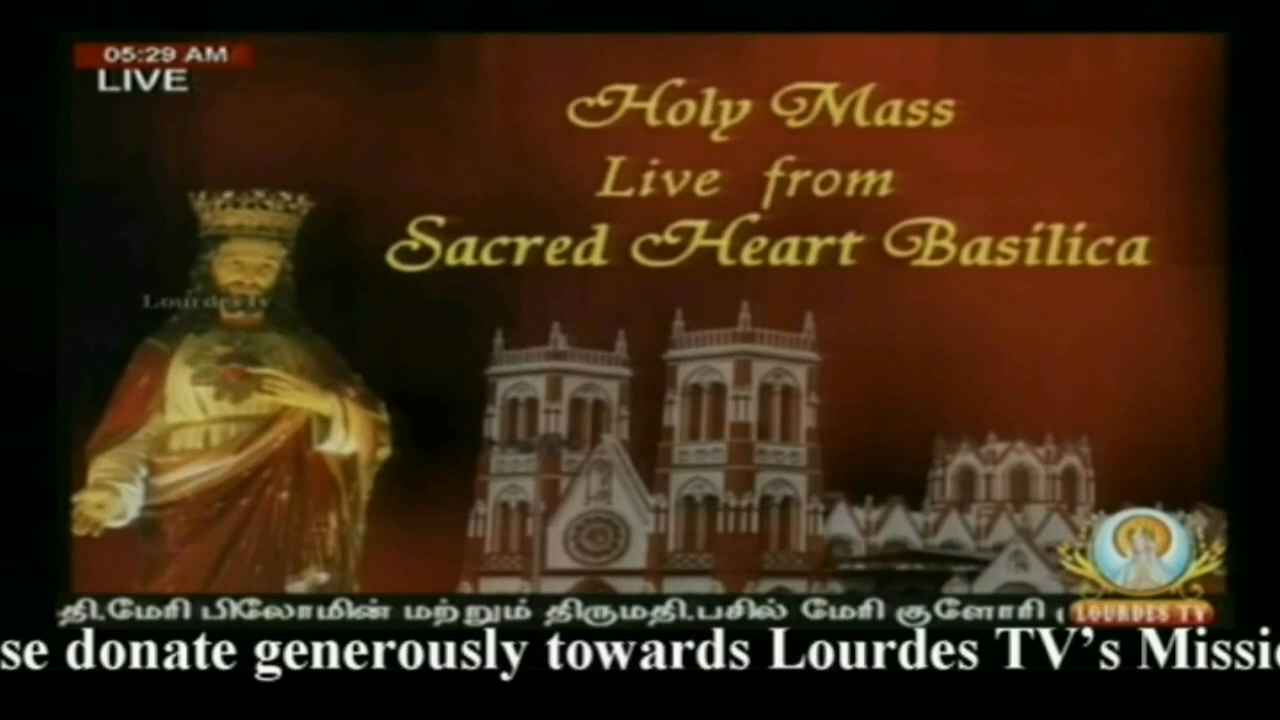 05:29 AM
LIVE
Holy Mass
Live from
Sacred Heart Basilica
Lourdes Tv
தி.மேரி பிலோமின் மற்றும் திருமதி.பசில் மேரி குளோரி
LOURDES TV
se donate generously towards Lourdes TV's Missi